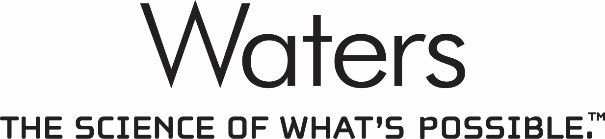 Waters
THE SCIENCE OF WHAT'S POSSIBLE.™